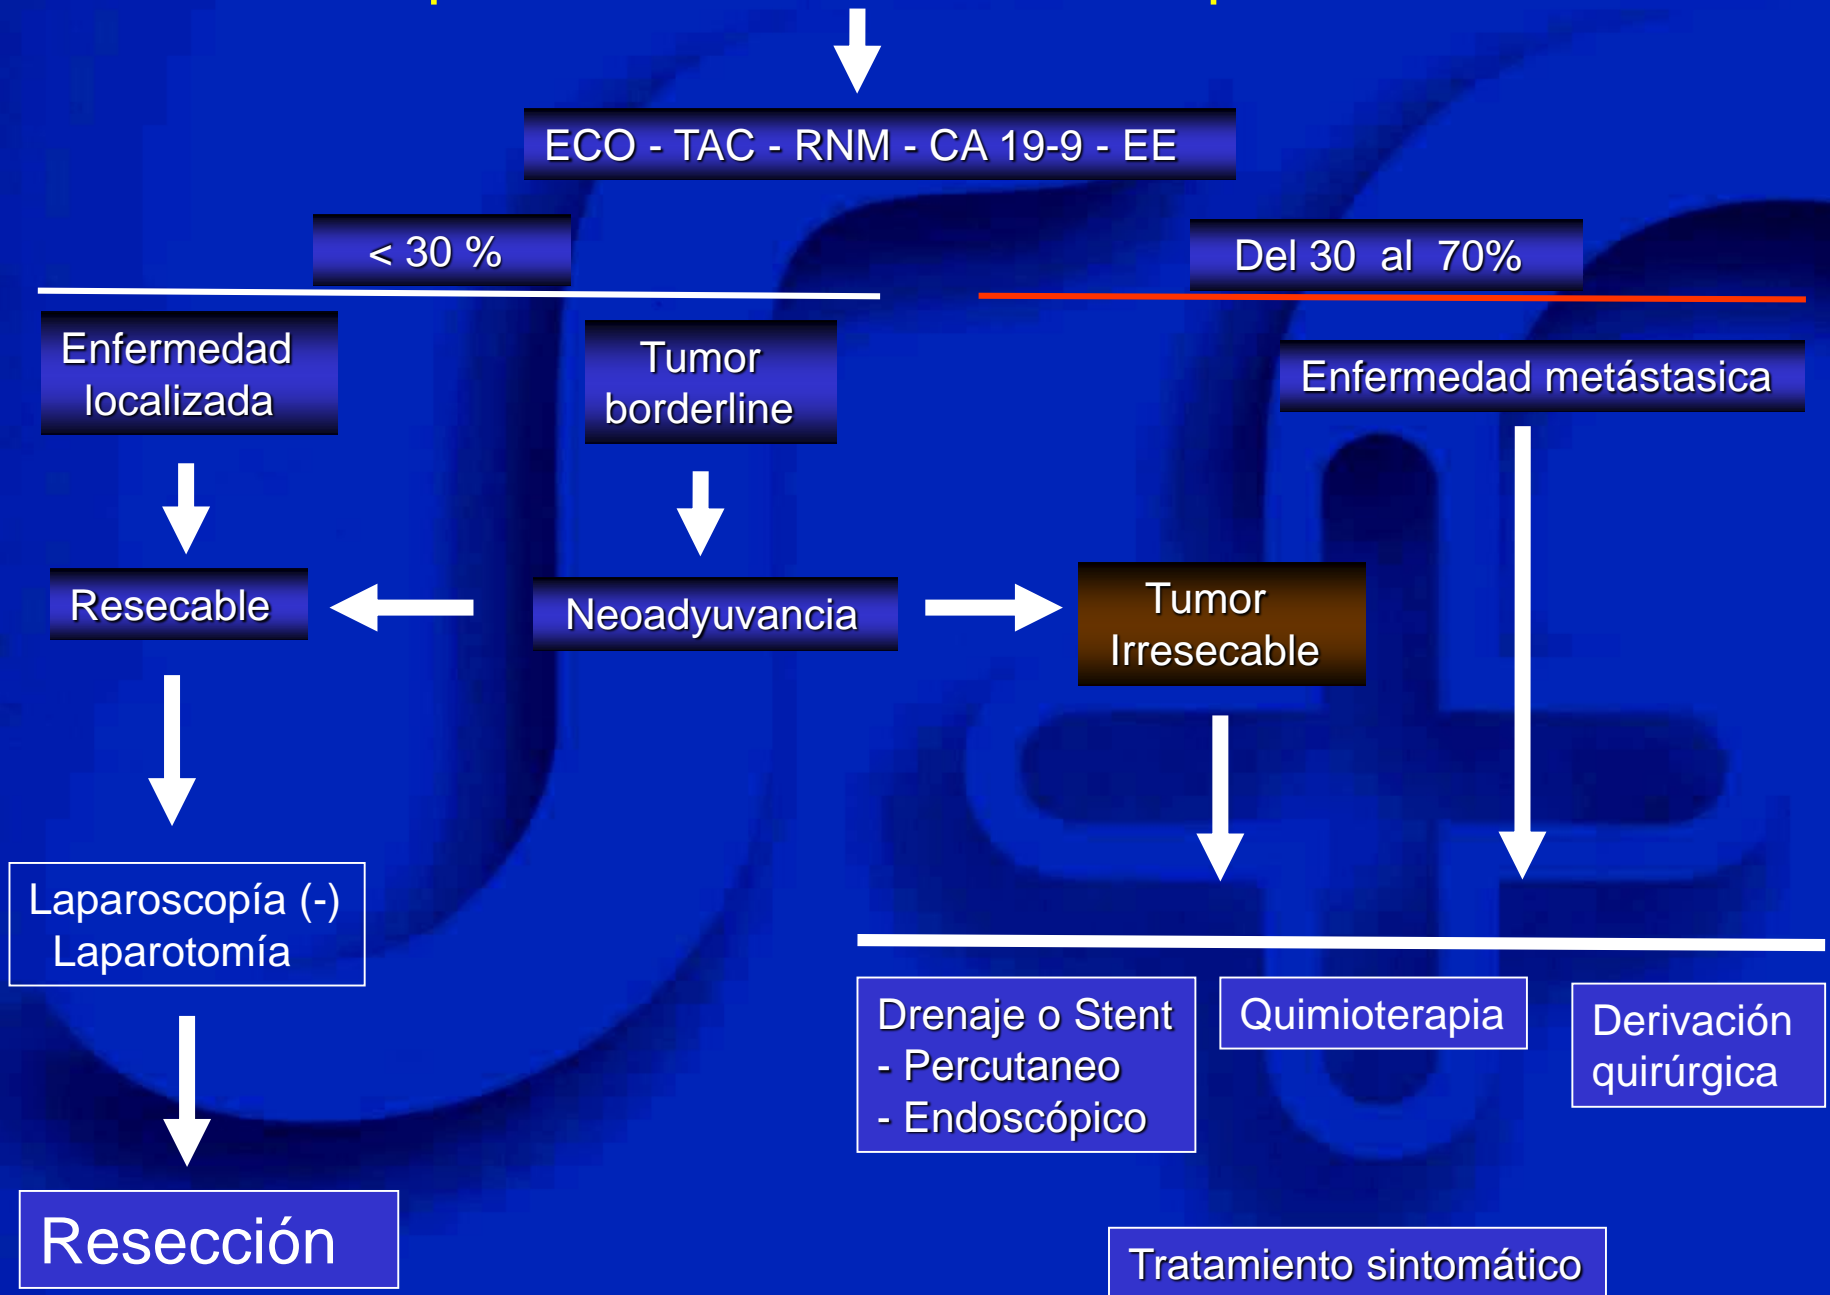 ECO - TAC - RNM - CA 19-9 - EE
< 30 %
Del 30 al 70%
Enfermedad
localizada
Tumor
borderline
Enfermedad metástasica
Resecable
Neoadyuvancia
Tumor
Irresecable
Laparoscopía (-)
Laparotomía
Drenaje o Stent
- Percutaneo
- Endoscópico
Quimioterapia
Derivación
quirúrgica
Resección
Tratamiento sintomático